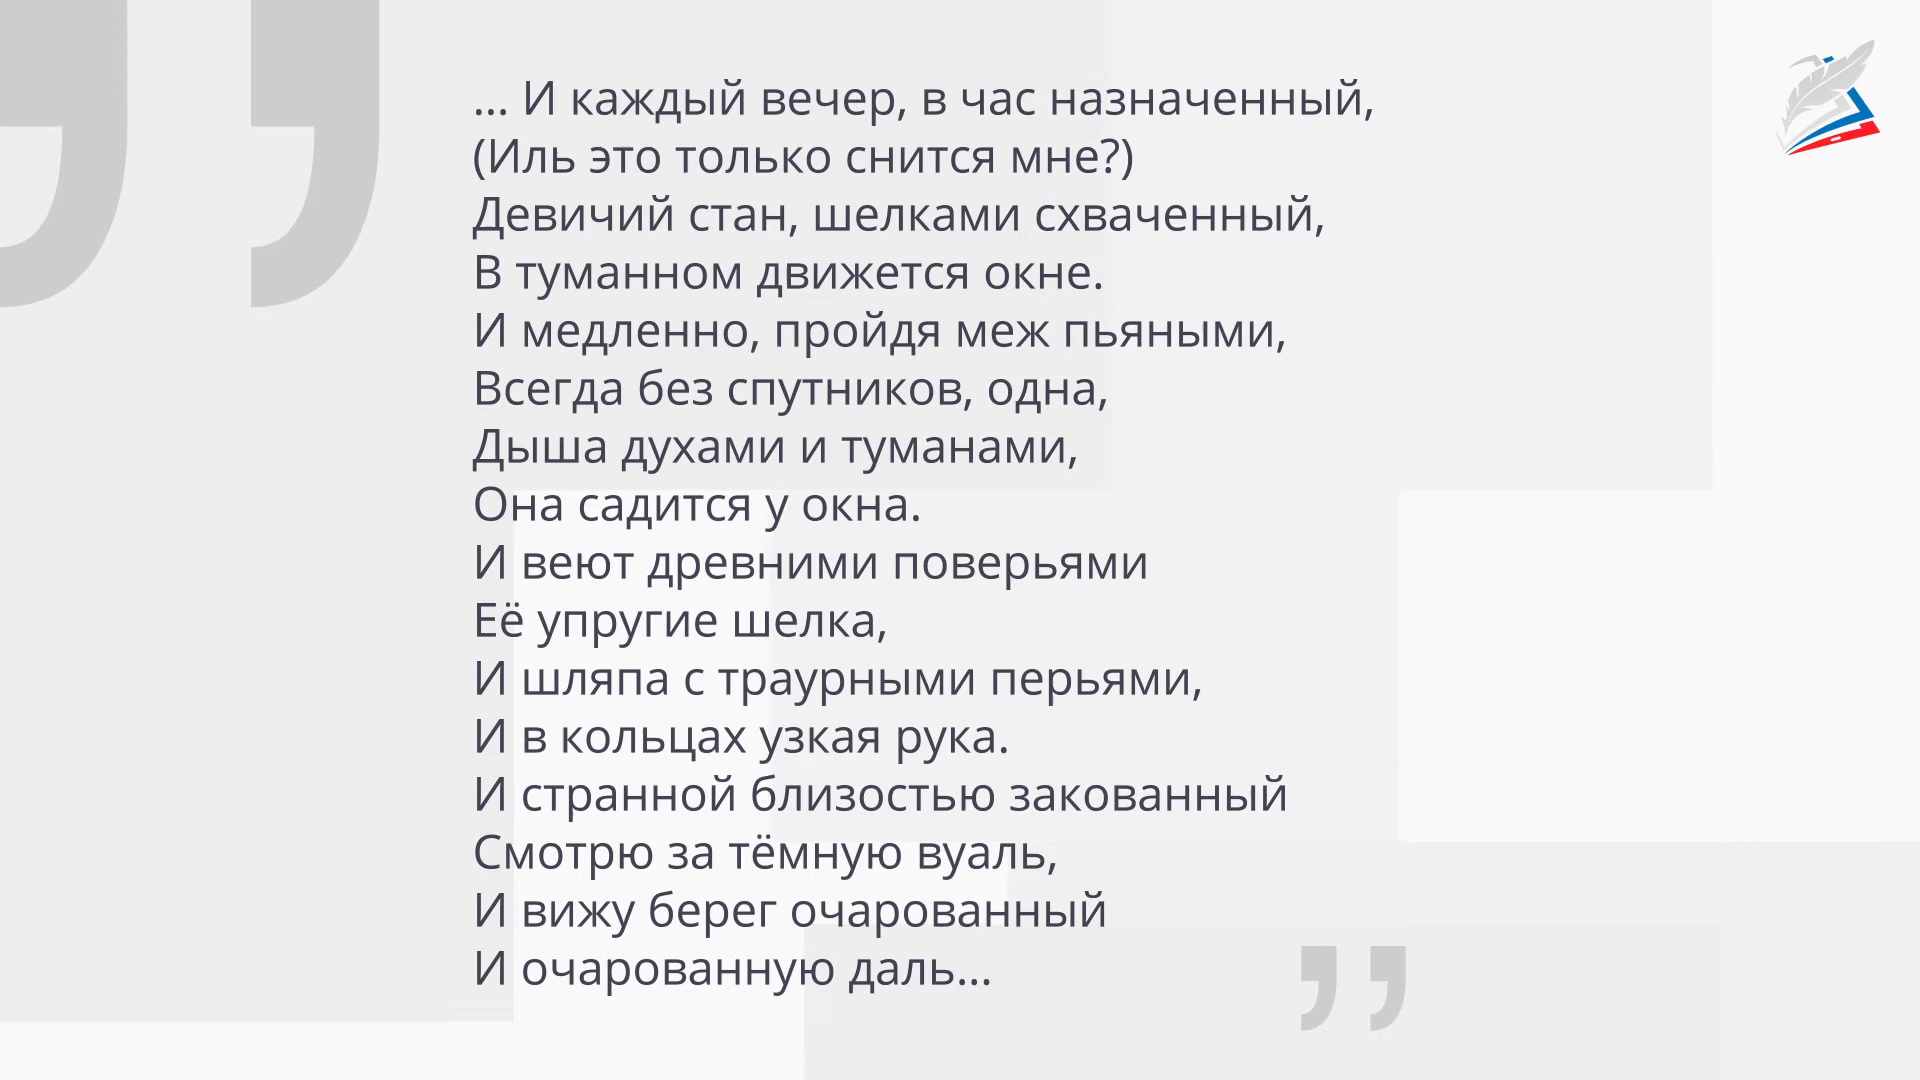 ... И каждый вечер, в час назначенный,
(Иль это только снится мне?)
Девичий стан, шелками схваченный,
В туманном движется окне.
И медленно, пройдя меж пьяными,
Всегда без спутников, одна,
Дыша духами и туманами,
Она садится у окна.
И веют древними поверьями
Её упругие шелка,
И шляпа с траурными перьями,
И в кольцах узкая рука.
И странной близостью закованный
Смотрю за тёмную вуаль,
И вижу берег очарованный
И очарованную даль...